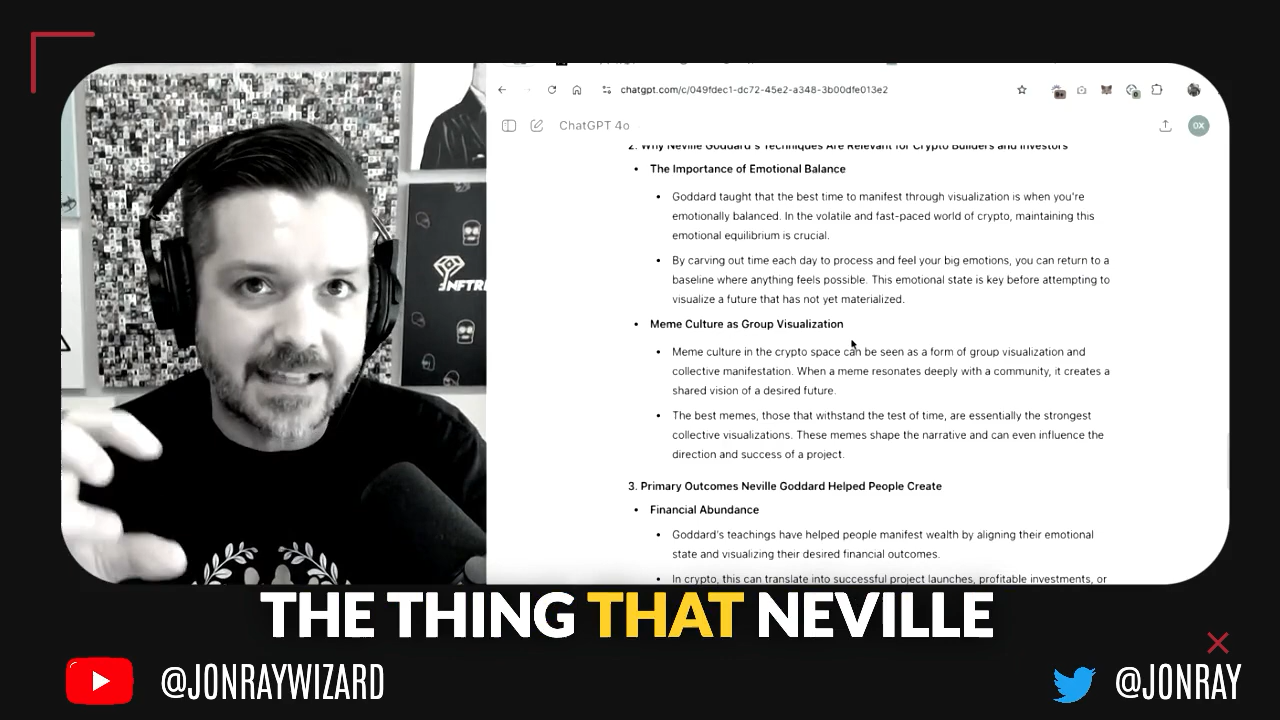 chatgpt.com/c/049fdec1-dc72-45e2-a348-3b00dfe013e2
ChatGPT 4o
OX
2. Why Neville Goddard's Techniques Are Relevant for Crypto Builders and Investors
• The Importance of Emotional Balance
• Goddard taught that the best time to manifest through visualization is when you're
emotionally balanced. In the volatile and fast-paced world of crypto, maintaining this
emotional equilibrium is crucial.
• By carving out time each day to process and feel your big emotions, you can return to a
baseline where anything feels possible. This emotional state is key before attempting to
visualize a future that has not yet materialized.
• Meme Culture as Group Visualization
• Meme culture in the crypto space can be seen as a form of group visualization and
collective manifestation. When a meme resonates deeply with a community, it creates a
shared vision of a desired future.
• The best memes, those that withstand the test of time, are essentially the strongest
collective visualizations. These memes shape the narrative and can even influence the
direction and success of a project.
3. Primary Outcomes Neville Goddard Helped People Create
• Financial Abundance
• Goddard's teachings have helped people manifest wealth by aligning their emotional
state and visualizing their desired financial outcomes.
• In crypto, this can translate into successful project launches, profitable investments, or
THE THING THAT NEVILLE
@JONRAYWIZARD
@JONRAY